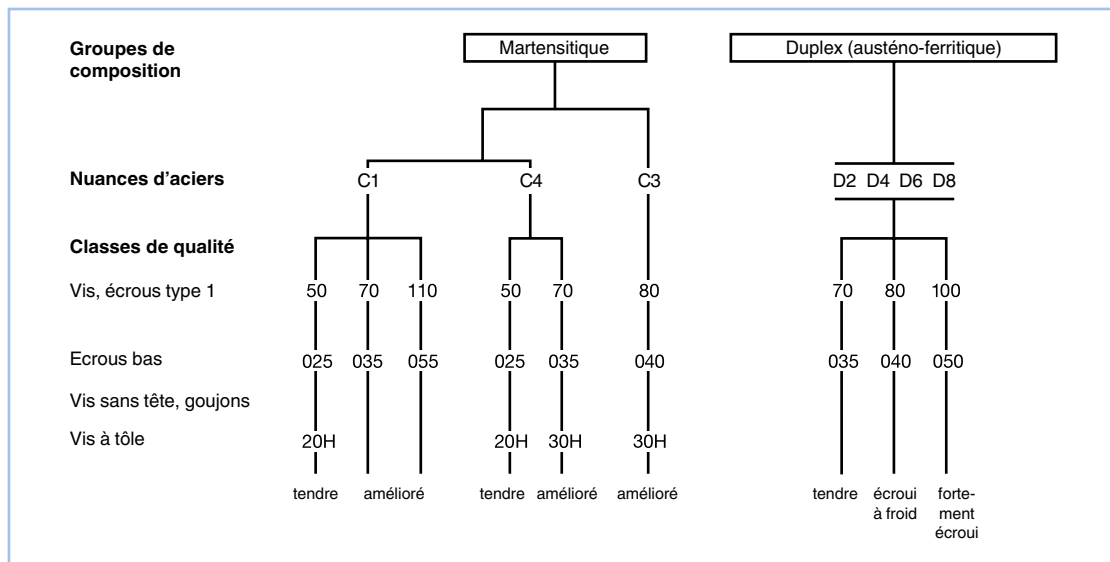 Groupes de
composition
Martensitique
Duplex (austéno-ferritique)
Nuances d’aciers
C1 C4 C3 D2 D4 D6 D8
Classes de qualité
Vis, écrous type 1 50 70 110 50 70 80 70 80 100
Ecrous bas 025 035 055 025 035 040 035 040 050
Vis sans tête, goujons
Vis à tôle 20H 20H 30H 30H
tendre amélioré tendre amélioré amélioré tendre écroui forte-
à froid ment
écroui